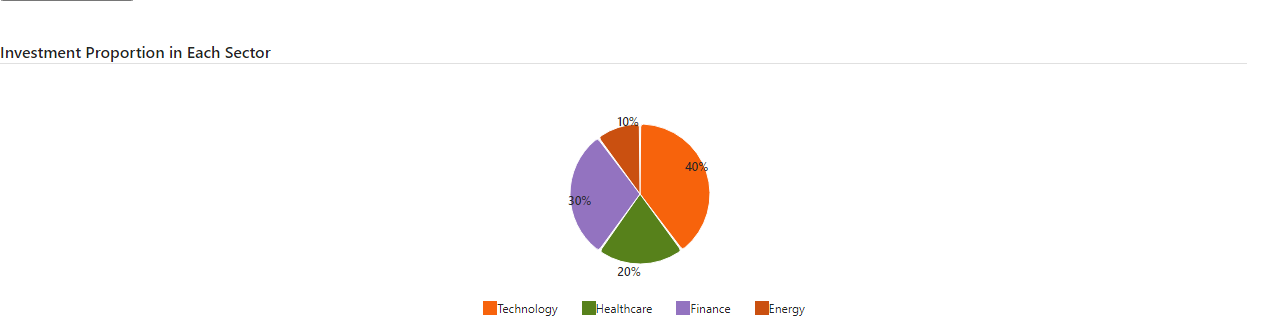 Investment Proportion in Each Sector
10%
40%
30%
20%
Technology Healthcare Finance Energy